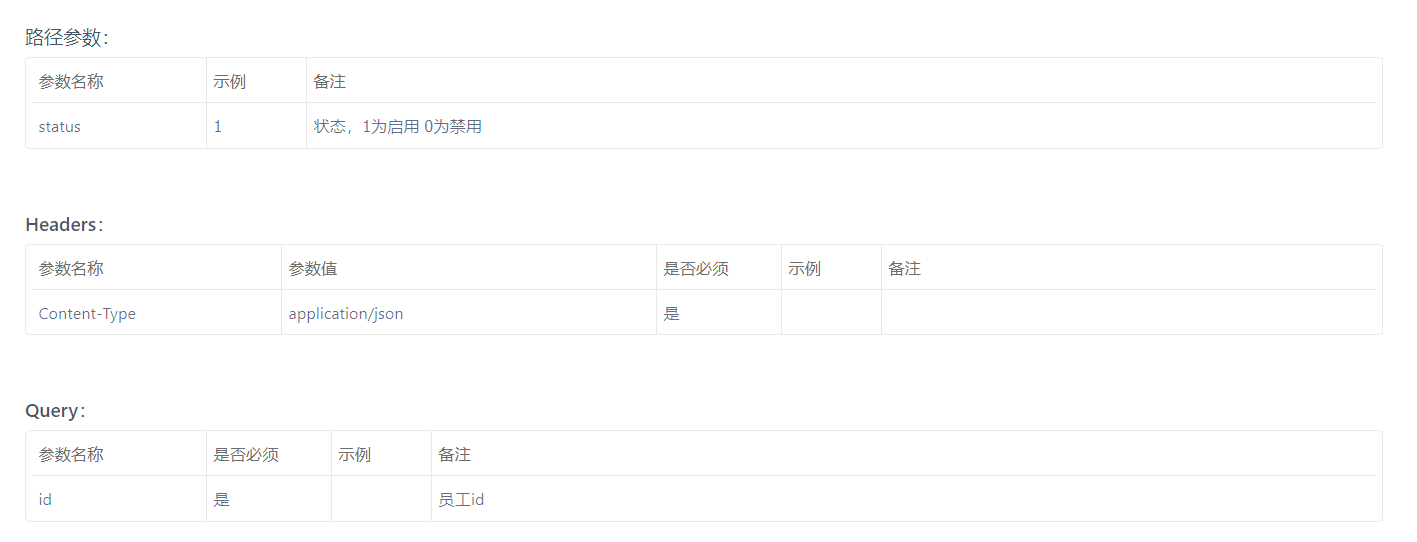 路径参数：
参数名称 示例 备注
status 1 状态，1为启用 0为禁用
Headers：
参数名称 参数值 是否必须 示例 备注
Content-Type application/json 是
Query：
参数名称 是否必须 示例 备注
id 是 员工id